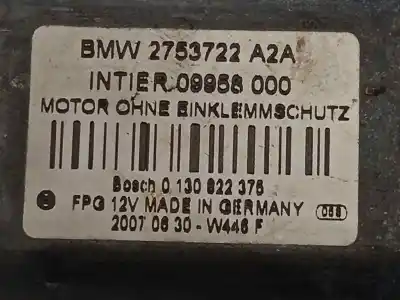 BMW 2753722 A2A
INTIER 09958 000
MOTOR OHNE EINKLEMMSCHUTZ
Bosch 0 130 822 376
FPG 12V MADE IN GERMANY
2007 06 30 - W446 F